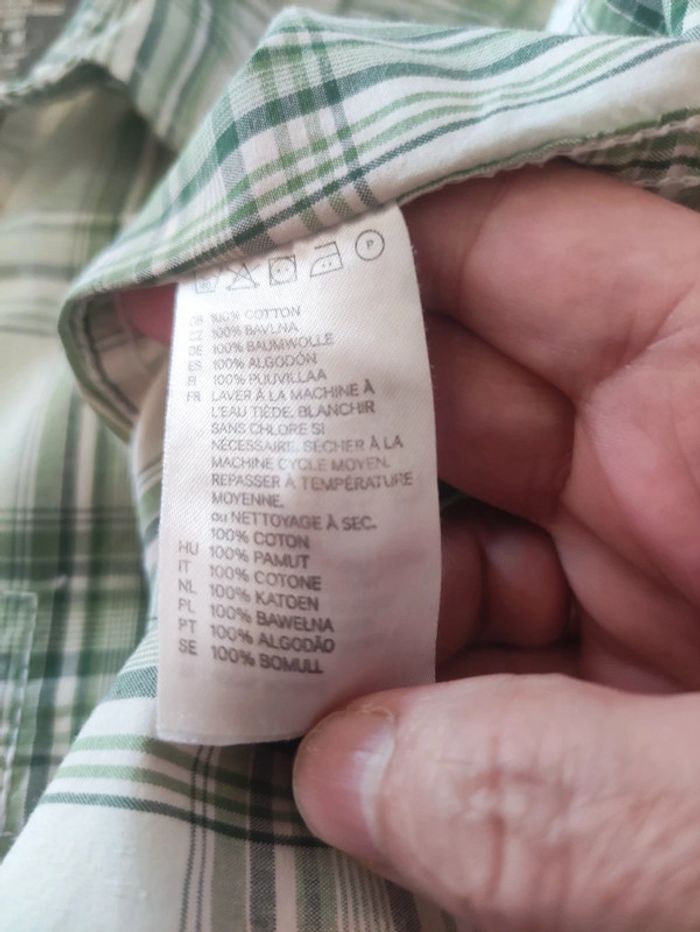 P
GB 100% COTTON
CZ 100% BAVLNA
DE 100% BAUMWOLLE
ES 100% ALGODÓN
FI 100% PUUVILLAA
FR LAVER À LA MACHINE À
L'EAU TIÈDE. BLANCHIR
SANS CHLORE SI
NÉCESSAIRE. SÉCHER À LA
MACHINE CYCLE MOYEN.
REPASSER À TEMPÉRATURE
MOYENNE.
ou NETTOYAGE À SEC.
100% COTON
HU 100% PAMUT
IT 100% COTONE
NL 100% KATOEN
PL 100% BAWEŁNA
PT 100% ALGODÃO
SE 100% BOMULL